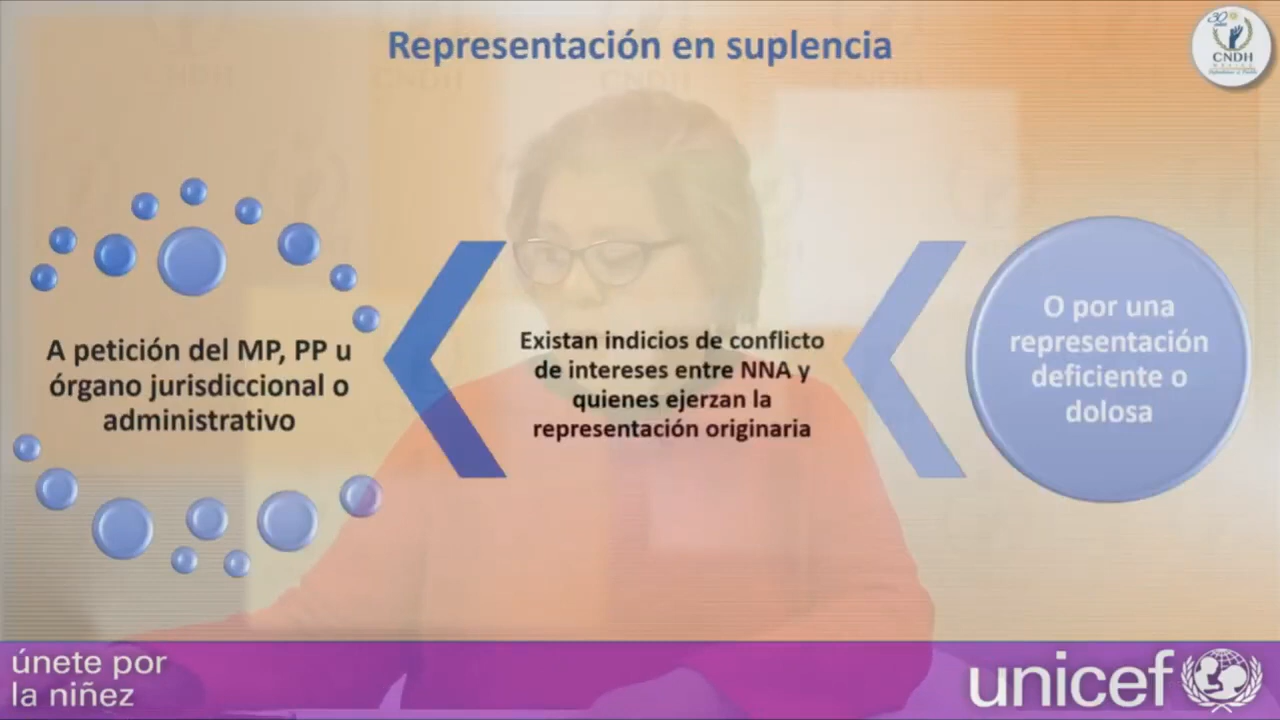 Representación en suplencia
30
CNDH
A petición del MP, PP u
órgano jurisdiccional o
administrativo
Existan indicios de conflicto
de intereses entre NNA y
quienes ejerzan la
representación originaria
O por una
representación
deficiente o
dolosa
únete por
la niñez
unicef